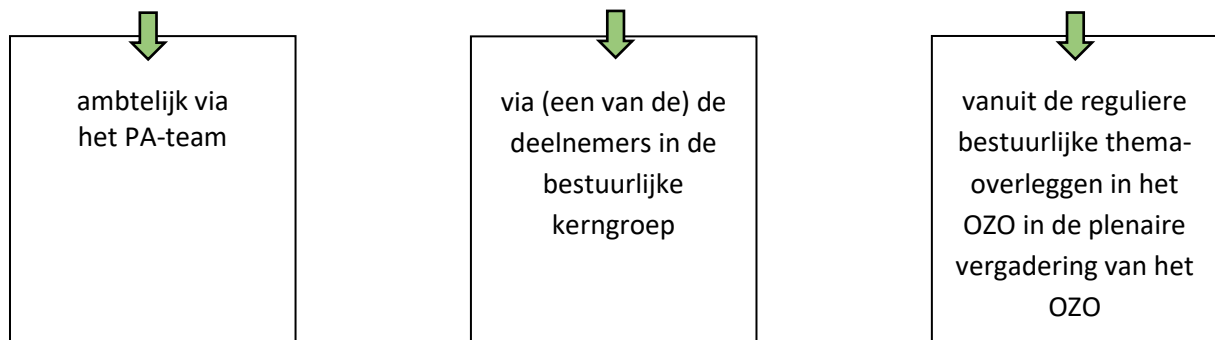 ambtelijk via
het PA-team
via (een van de) de
deelnemers in de
bestuurlijke
kerngroep
vanuit de reguliere
bestuurlijke thema-
overleggen in het
OZO in de plenaire
vergadering van het
OZO